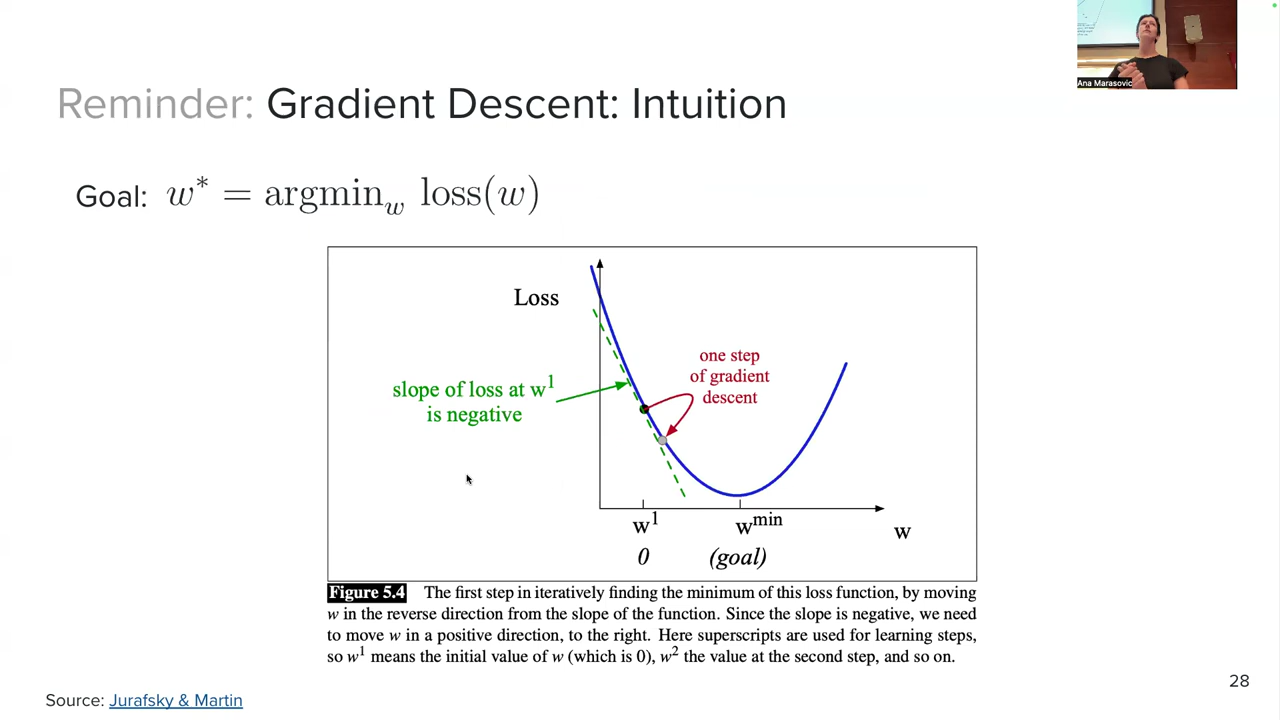 Ana Marasovic
Reminder: Gradient Descent: Intuition
Goal: w* = argmin_w loss(w)
Loss
one step
of gradient
descent
slope of loss at w^1
is negative
w^1
w^min
w
0
(goal)
Figure 5.4 The first step in iteratively finding the minimum of this loss function, by moving
w in the reverse direction from the slope of the function. Since the slope is negative, we need
to move w in a positive direction, to the right. Here superscripts are used for learning steps,
so w^1 means the initial value of w (which is 0), w^2 the value at the second step, and so on.
28
Source: Jurafsky & Martin